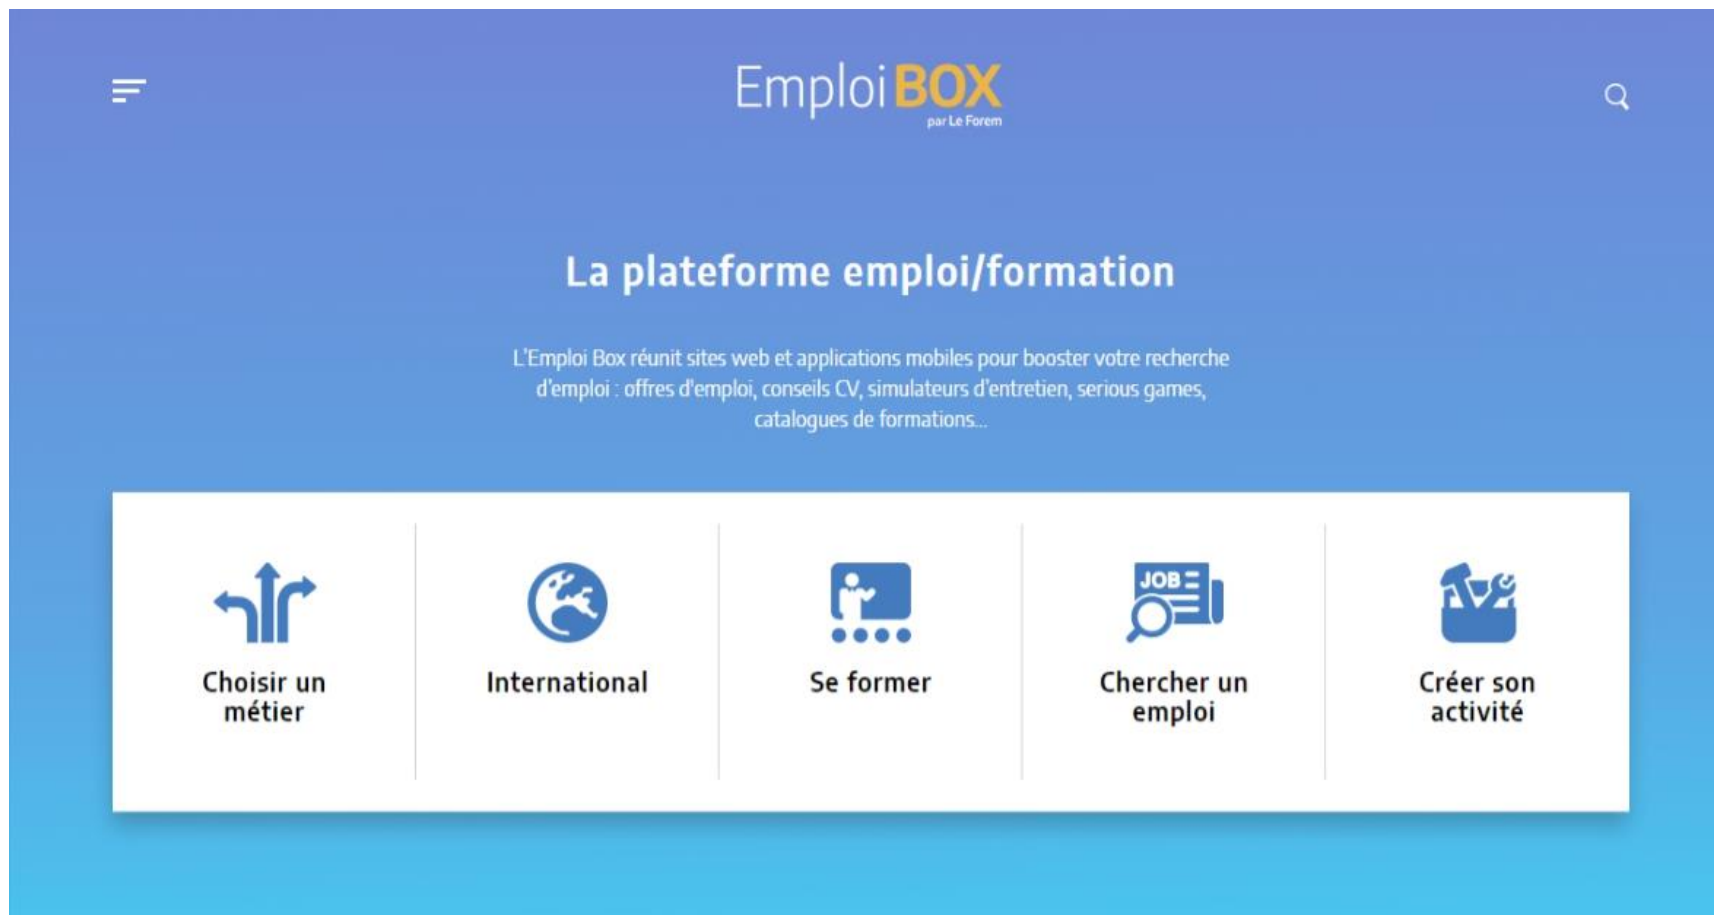 Emploi BOX
par Le Forem
La plateforme emploi/formation
L'Emploi Box réunit sites web et applications mobiles pour booster votre recherche
d'emploi : offres d'emploi, conseils CV, simulateurs d'entretien, serious games,
catalogues de formations...
JOB
Choisir un
métier
International
Se former
Chercher un
emploi
Créer son
activité